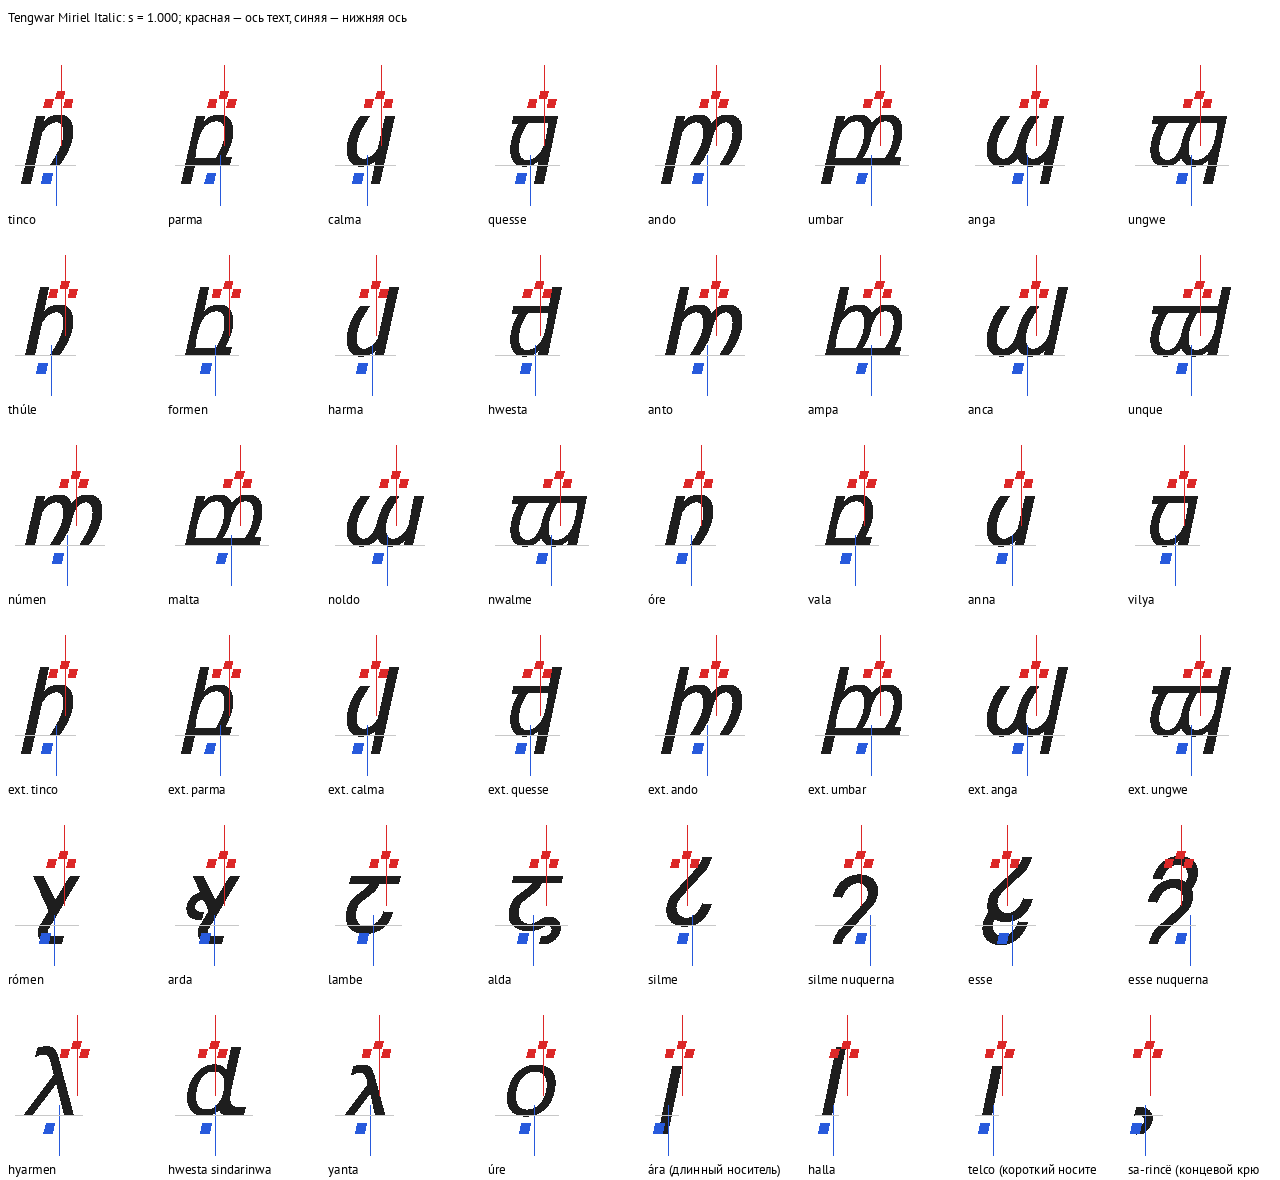 Tengwar Miriel Italic: s = 1.000; красная — ось техт, синяя — нижняя ось
tinco parma calma quesse ando umbar anga ungwe
thúle formen harma hwesta anto ampa anca unque
númen malta noldo nwalme óre vala anna vilya
ext. tinco ext. parma ext. calma ext. quesse ext. ando ext. umbar ext. anga ext. ungwe
rómen arda lambe alda silme silme nuquerna esse esse nuquerna
hyarmen hwesta sindarinwa yanta úre ára (длинный носитель) halla telco (короткий носите sa-rincë (концевой крю